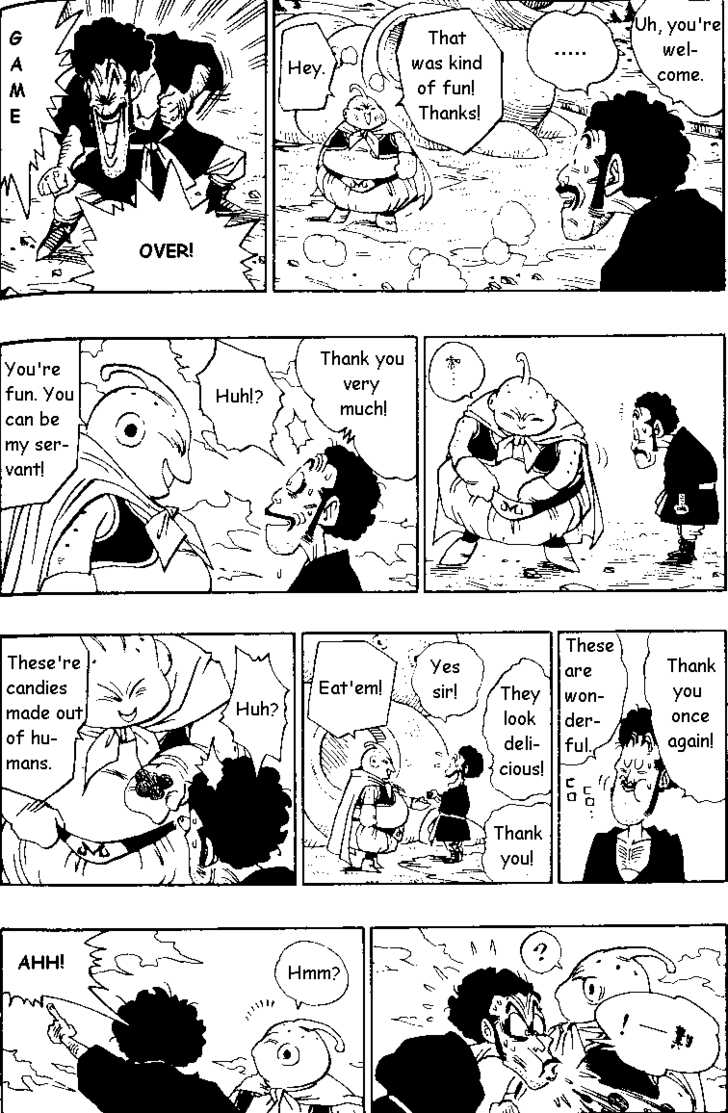 G
A
M
E
OVER!
Hey.
That
was kind
of fun!
Thanks!
.....
Uh, you're
wel-
come.
You're
fun. You
can be
my ser-
vant!
Huh!?
Thank you
very
much!
M
These're
candies
made out
of hu-
mans.
Huh?
M
Eat'em!
Yes
sir!
They
look
deli-
cious!
Thank
you!
These
are
won-
der-
ful.
Thank
you
once
again!
AHH!
Hmm?
?